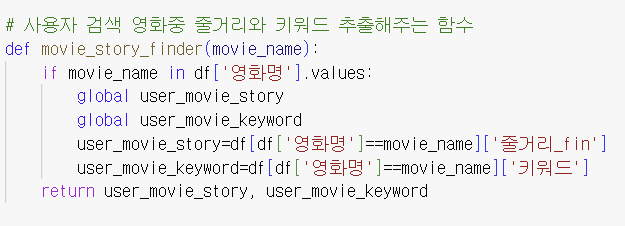 # 사용자 검색 영화중 줄거리와 키워드 추출해주는 함수
def movie_story_finder(movie_name):
    if movie_name in df['영화명'].values:
        global user_movie_story
        global user_movie_keyword
        user_movie_story=df[df['영화명']==movie_name]['줄거리_fin']
        user_movie_keyword=df[df['영화명']==movie_name]['키워드']
    return user_movie_story, user_movie_keyword